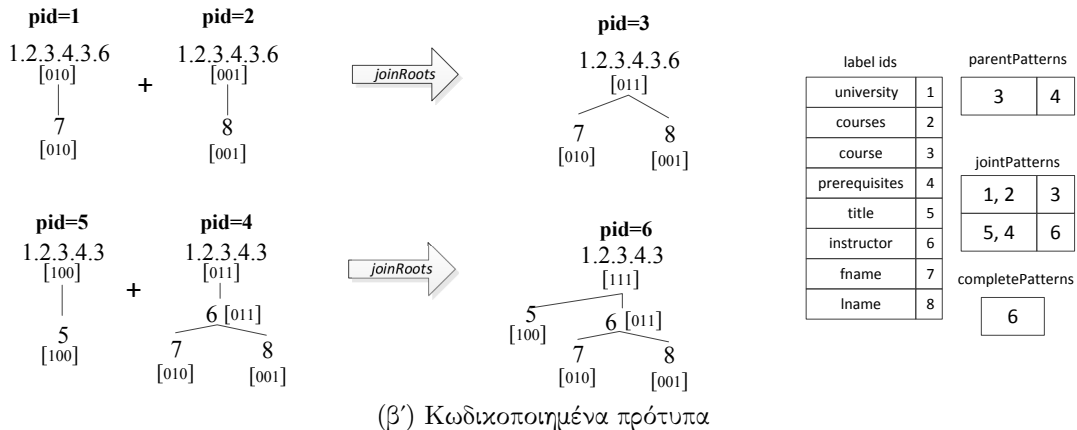 pid=1 pid=2 pid=3
1.2.3.4.3.6 + 1.2.3.4.3.6 joinRoots 1.2.3.4.3.6
[010] [001] [011]
7 8 7 8
[010] [001] [010] [001]
pid=5 pid=4 pid=6
1.2.3.4.3 + 1.2.3.4.3 joinRoots 1.2.3.4.3
[100] [011] [111]
5 6 [011] 5 6 [011]
[100] 7 8 [100] 7 8
[010] [001] [010] [001]
label ids
university 1
courses 2
course 3
prerequisites 4
title 5
instructor 6
fname 7
lname 8
parentPatterns
3 4
jointPatterns
1, 2 3
5, 4 6
completePatterns
6
(βʹ) Κωδικοποιημένα πρότυπα